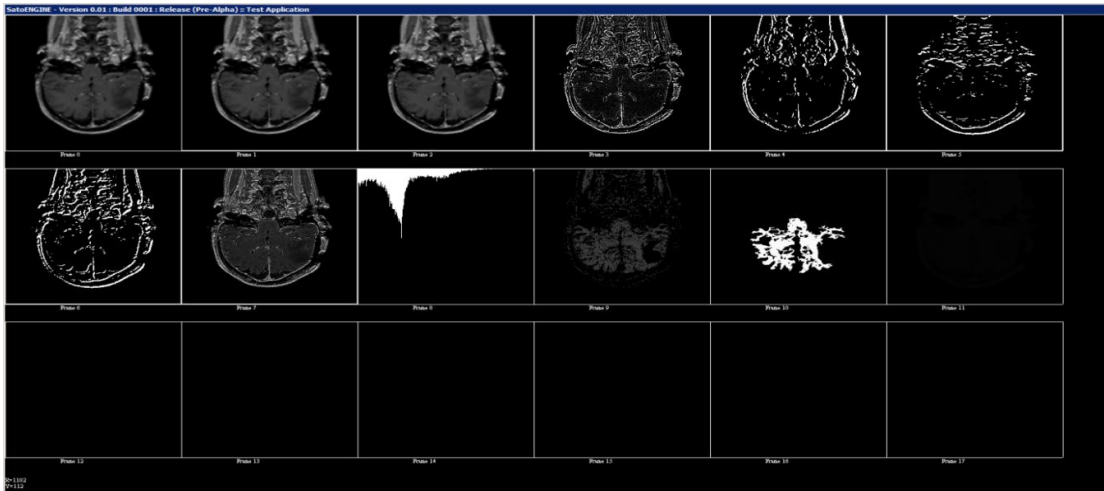 SatoENGINE - Version 0.01 : Build 0001 : Release (Pre-Alpha) :: Test Application
Frame 0 Frame 1 Frame 2 Frame 3 Frame 4 Frame 5
Frame 6 Frame 7 Frame 8 Frame 9 Frame 10 Frame 11
Frame 12 Frame 13 Frame 14 Frame 15 Frame 16 Frame 17
X=1102
Y=112